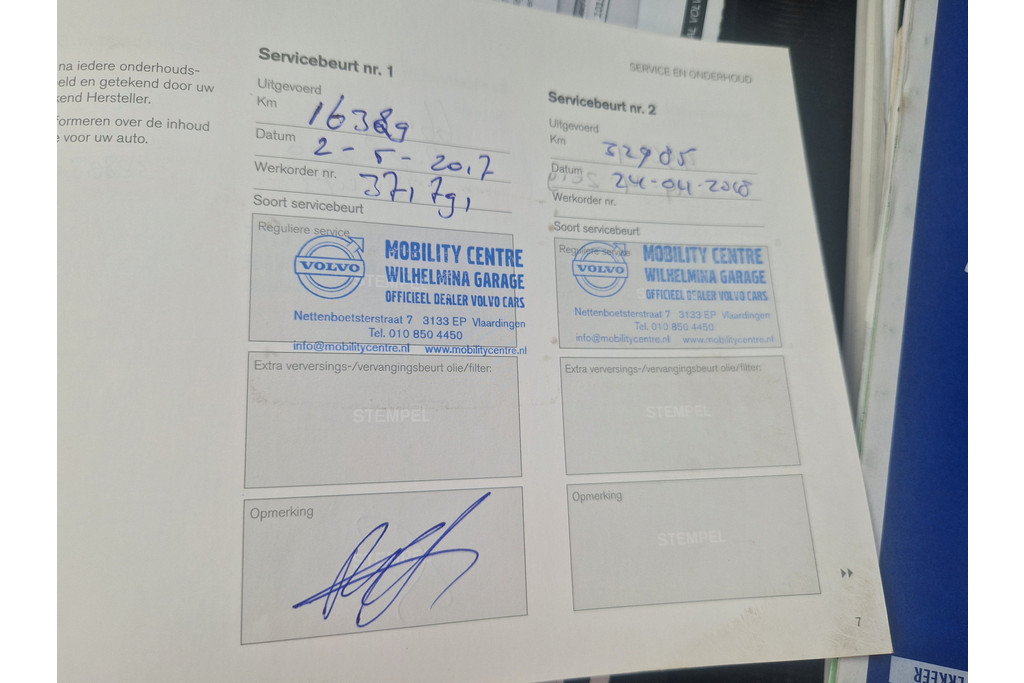 na iedere onderhouds-
eld en getekend door uw
kend Hersteller.
formeren over de inhoud
voor uw auto.
Servicebeurt nr. 1
Uitgevoerd
Km 16389
Datum 2-5-2017
Werkorder nr.
Soort servicebeurt
Reguliere service
VOLVO
MOBILITY CENTRE
WILHELMINA GARAGE
OFFICIEEL DEALER VOLVO CARS
Nettenboetsterstraat 7 3133 EP Vlaardingen
Tel. 010 850 4450
info@mobilitycentre.nl www.mobilitycentre.nl
Extra verversings-/vervangingsbeurt olie/filter:
STEMPEL
Opmerking
SERVICE EN ONDERHOUD
Servicebeurt nr. 2
Uitgevoerd
Km 32985
Datum 24-04-2018
Werkorder nr.
Soort servicebeurt
Reguliere service
VOLVO
MOBILITY CENTRE
WILHELMINA GARAGE
OFFICIEEL DEALER VOLVO CARS
Nettenboetsterstraat 7 3133 EP Vlaardingen
Tel. 010 850 4450
info@mobilitycentre.nl www.mobilitycentre.nl
Extra verversings-/vervangingsbeurt olie/filter:
STEMPEL
Opmerking
STEMPEL
7